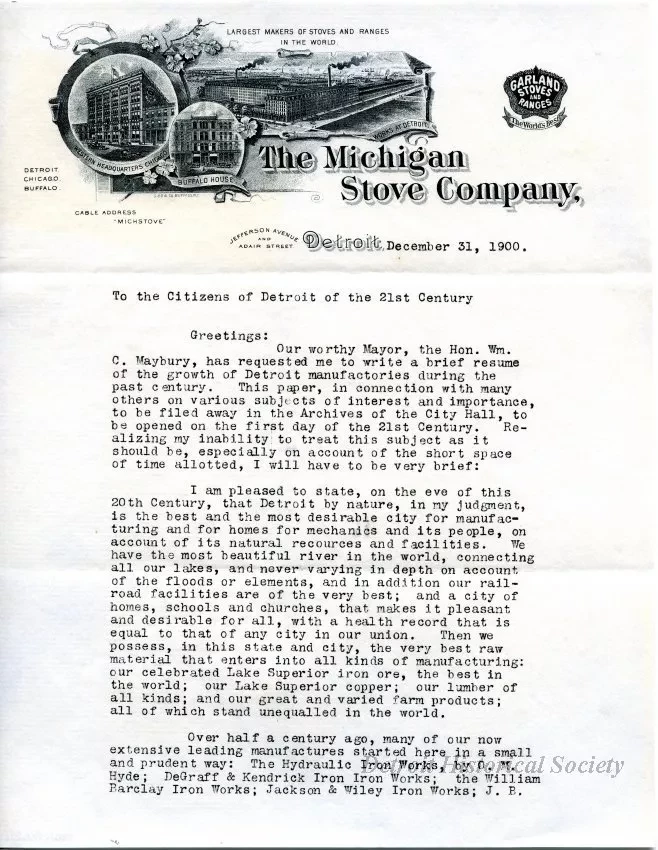 LARGEST MAKERS OF STOVES AND RANGES
IN THE WORLD.
GARLAND
STOVES
AND
RANGES
The World's Best
WORKS AT DETROIT
WESTERN HEADQUARTERS CHICAGO
BUFFALO HOUSE
The Michigan
Stove Company,
DETROIT.
CHICAGO.
BUFFALO.
CABLE ADDRESS
"MICHSTOVE"
JEFFERSON AVENUE
AND
ADAIR STREET.
Detroit, December 31, 1900.
To the Citizens of Detroit of the 21st Century
Greetings:
Our worthy Mayor, the Hon. Wm.
C. Maybury, has requested me to write a brief resume
of the growth of Detroit manufactories during the
past century. This paper, in connection with many
others on various subjects of interest and importance,
to be filed away in the Archives of the City Hall, to
be opened on the first day of the 21st Century. Re-
alizing my inability to treat this subject as it
should be, especially on account of the short space
of time allotted, I will have to be very brief:
I am pleased to state, on the eve of this
20th Century, that Detroit by nature, in my judgment,
is the best and the most desirable city for manufac-
turing and for homes for mechanics and its people, on
account of its natural recources and facilities. We
have the most beautiful river in the world, connecting
all our lakes, and never varying in depth on account
of the floods or elements, and in addition our rail-
road facilities are of the very best; and a city of
homes, schools and churches, that makes it pleasant
and desirable for all, with a health record that is
equal to that of any city in our union. Then we
possess, in this state and city, the very best raw
material that enters into all kinds of manufacturing:
our celebrated Lake Superior iron ore, the best in
the world; our Lake Superior copper; our lumber of
all kinds; and our great and varied farm products;
all of which stand unequalled in the world.
Over half a century ago, many of our now
extensive leading manufactures started here in a small
and prudent way: The Hydraulic Iron Works, by O. M.
Hyde; DeGraff & Kendrick Iron Iron Works; the William
Barclay Iron Works; Jackson & Wiley Iron Works; J. B.
Detroit Historical Society